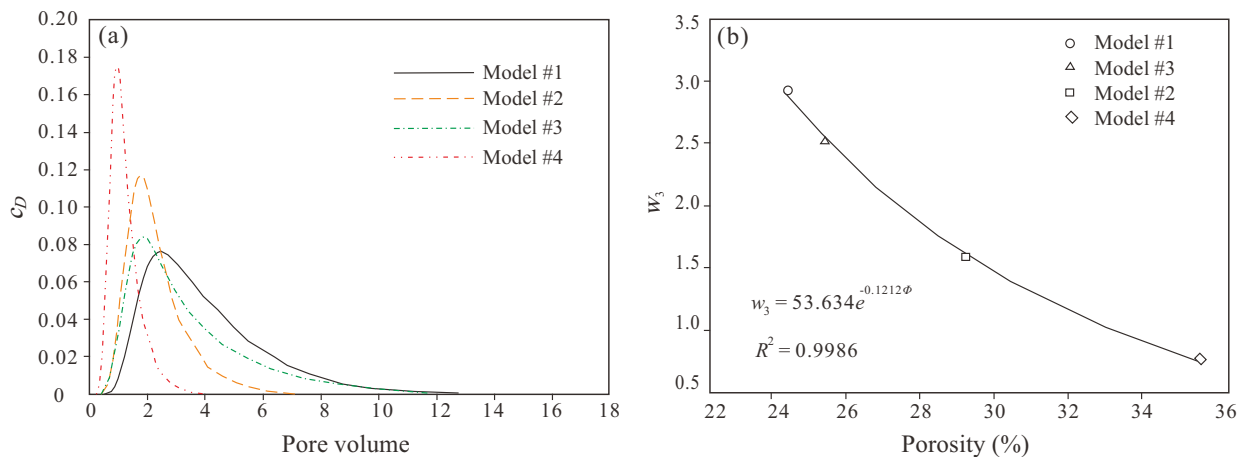 (a)
0.20
0.18
0.16
0.14
0.12
0.10
0.08
0.06
0.04
0.02
0
c_D
0 2 4 6 8 10 12 14 16 18
Pore volume
Model #1
Model #2
Model #3
Model #4
(b)
3.5
3.0
2.5
2.0
1.5
1.0
0.5
w₃
22 24 26 28 30 32 34 36
Porosity (%)
Model #1
Model #3
Model #2
Model #4
w₃ = 53.634e^-0.1212Φ
R² = 0.9986